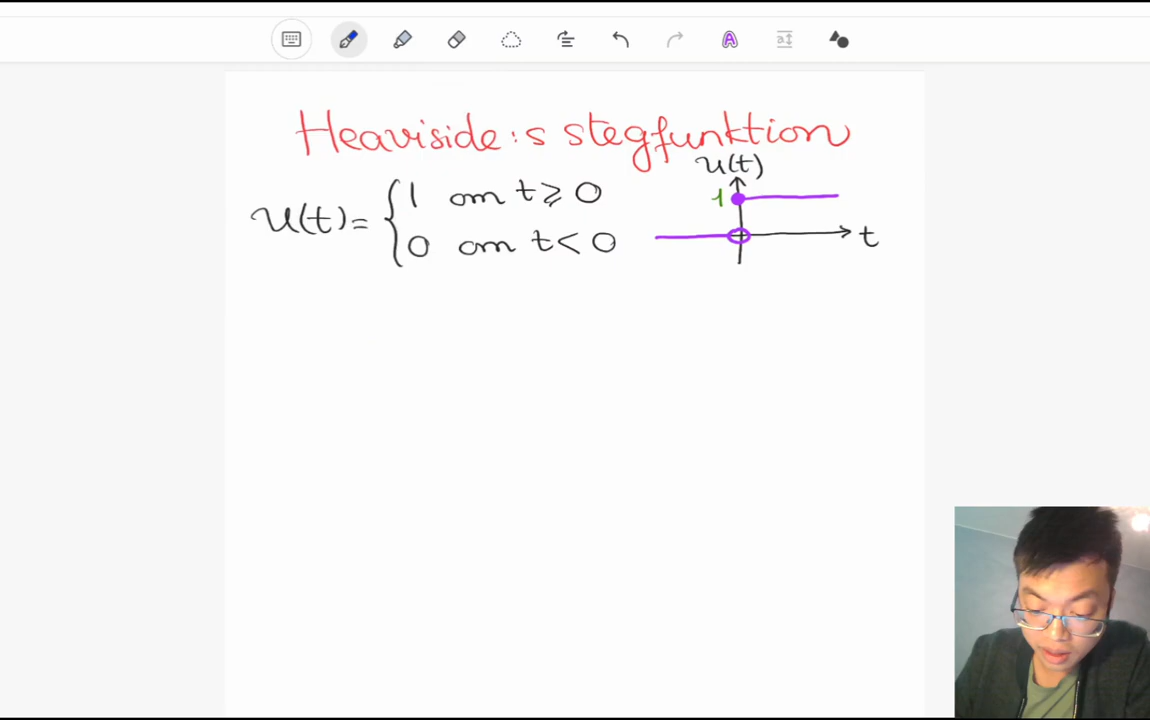 Heaviside:s stegfunktion
u(t)= { 1 om t ≥ 0
0 om t < 0
u(t)
1
t